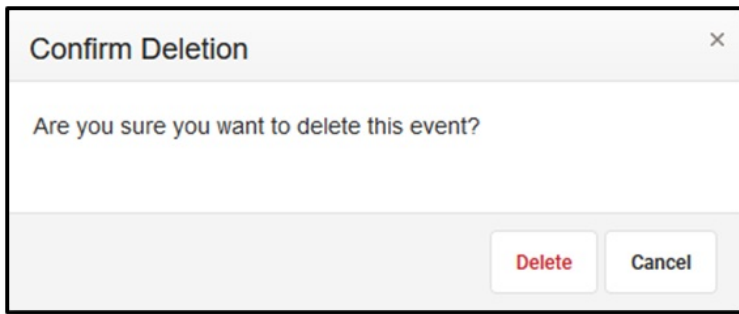 Confirm Deletion
Are you sure you want to delete this event?
Delete Cancel